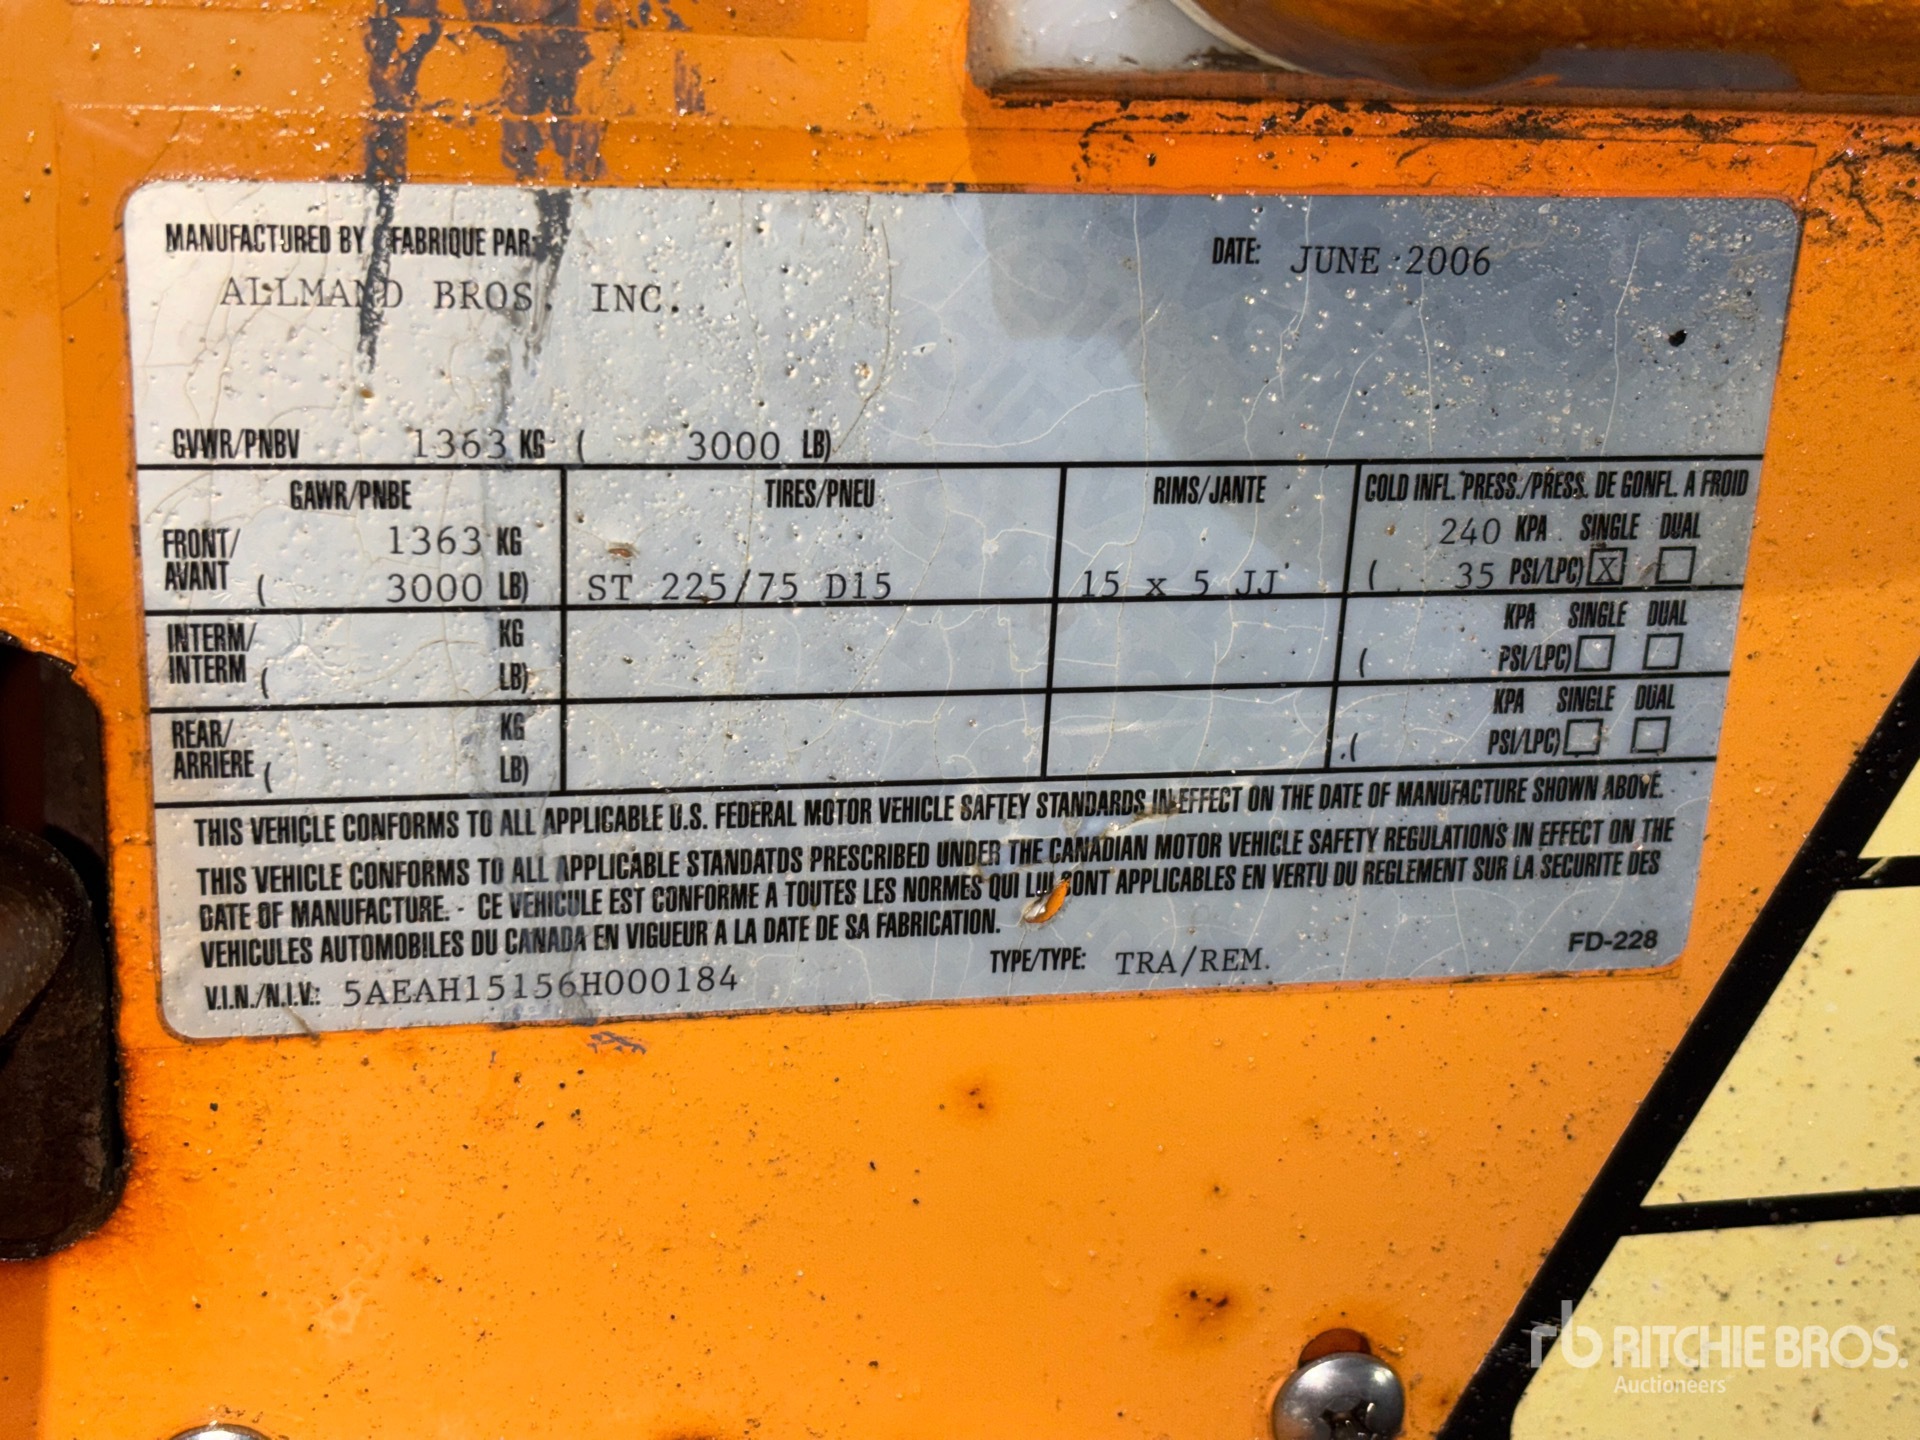 MANUFACTURED BY / FABRIQUE PAR:
DATE: JUNE 2006
ALLMAND BROS. INC.
GVWR/PNBV 1363 KG ( 3000 LB)
GAWR/PNBE TIRES/PNEU RIMS/JANTE COLD INFL. PRESS./PRESS. DE GONFL. A FROID
FRONT/ 1363 KG 240 KPA SINGLE DUAL
AVANT ( 3000 LB) ST 225/75 D15 15 x 5 JJ ( 35 PSI/LPC) X
INTERM/ KG KPA SINGLE DUAL
INTERM ( LB) ( PSI/LPC)
REAR/ KG KPA SINGLE DUAL
ARRIERE ( LB) ( PSI/LPC)
THIS VEHICLE CONFORMS TO ALL APPLICABLE U.S. FEDERAL MOTOR VEHICLE SAFTEY STANDARDS IN EFFECT ON THE DATE OF MANUFACTURE SHOWN ABOVE.
THIS VEHICLE CONFORMS TO ALL APPLICABLE STANDATDS PRESCRIBED UNDER THE CANADIAN MOTOR VEHICLE SAFETY REGULATIONS IN EFFECT ON THE
DATE OF MANUFACTURE. - CE VEHICULE EST CONFORME A TOUTES LES NORMES QUI LUI SONT APPLICABLES EN VERTU DU REGLEMENT SUR LA SECURITE DES
VEHICULES AUTOMOBILES DU CANADA EN VIGUEUR A LA DATE DE SA FABRICATION.
FD-228
V.I.N./N.I.V.: 5AEAH15156H000184 TYPE/TYPE: TRA/REM.
rb RITCHIE BROS.
Auctioneers